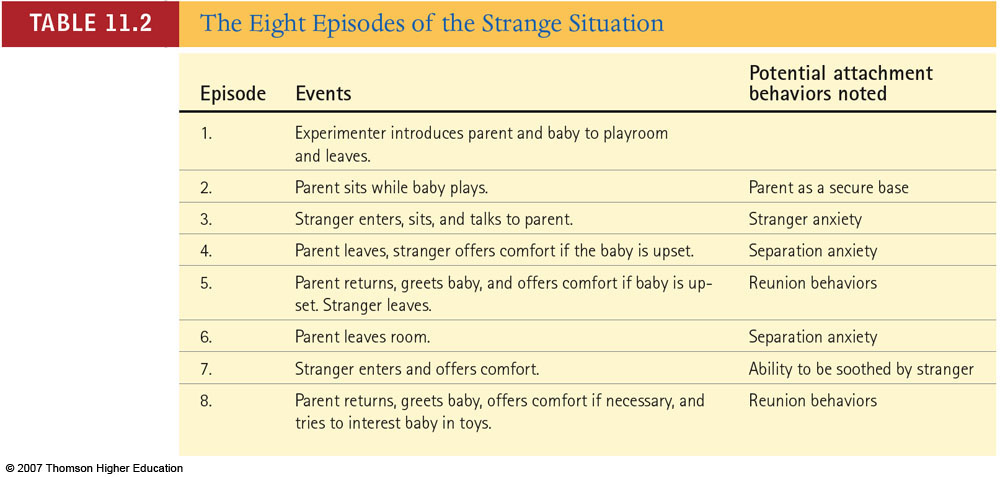 TABLE 11.2 The Eight Episodes of the Strange Situation
Potential attachment
Episode Events behaviors noted
1. Experimenter introduces parent and baby to playroom
and leaves.
2. Parent sits while baby plays. Parent as a secure base
3. Stranger enters, sits, and talks to parent. Stranger anxiety
4. Parent leaves, stranger offers comfort if the baby is upset. Separation anxiety
5. Parent returns, greets baby, and offers comfort if baby is up- Reunion behaviors
set. Stranger leaves.
6. Parent leaves room. Separation anxiety
7. Stranger enters and offers comfort. Ability to be soothed by stranger
8. Parent returns, greets baby, offers comfort if necessary, and Reunion behaviors
tries to interest baby in toys.
© 2007 Thomson Higher Education